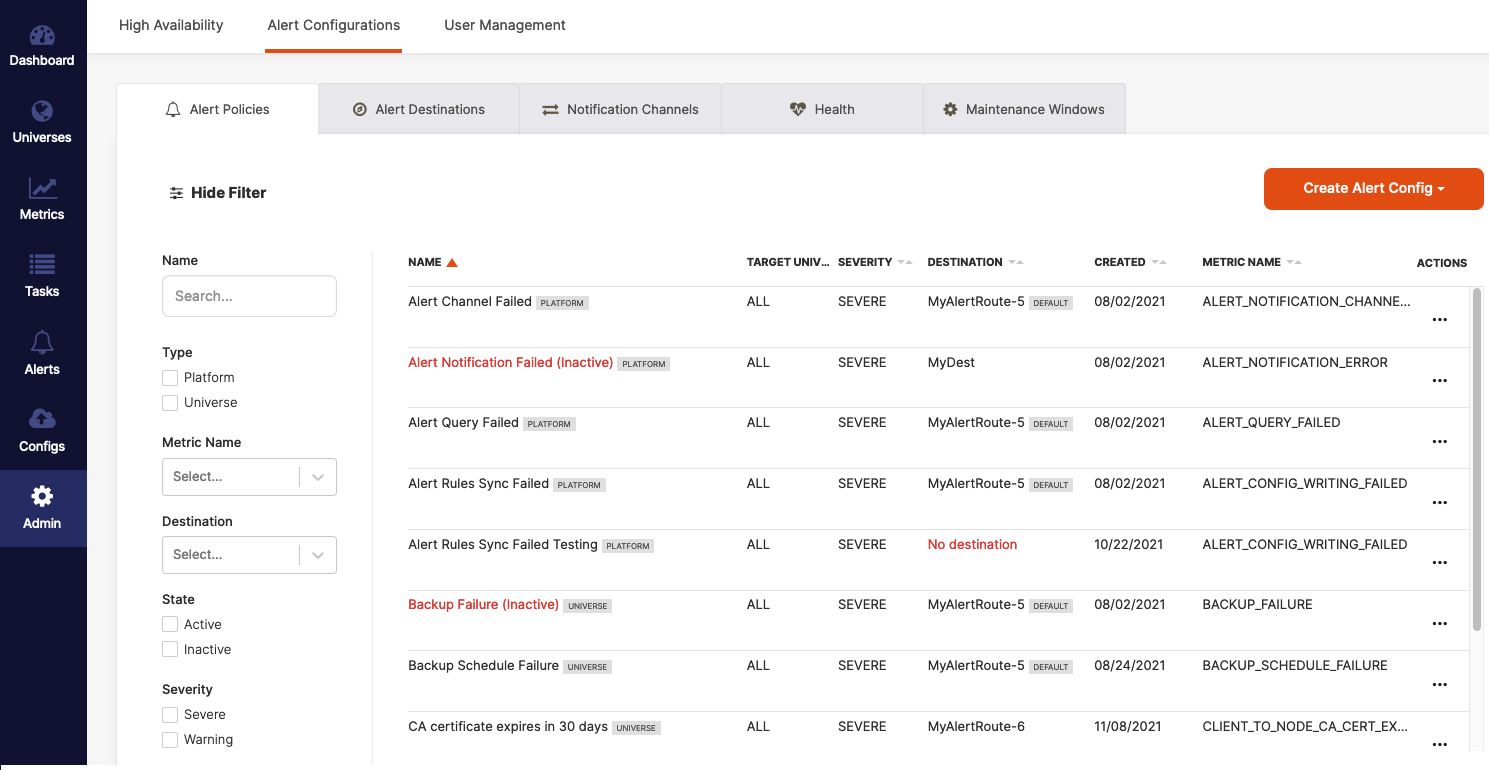 High Availability
Alert Configurations
User Management
Dashboard
Universes
Metrics
Tasks
Alerts
Configs
Admin
Alert Policies
Alert Destinations
Notification Channels
Health
Maintenance Windows
Hide Filter
Create Alert Config
Name
Search...
Type
Platform
Universe
Metric Name
Select...
Destination
Select...
State
Active
Inactive
Severity
Severe
Warning
NAME TARGET UNIV... SEVERITY DESTINATION CREATED METRIC NAME ACTIONS
Alert Channel Failed PLATFORM ALL SEVERE MyAlertRoute-5 DEFAULT 08/02/2021 ALERT_NOTIFICATION_CHANNE... ...
Alert Notification Failed (Inactive) PLATFORM ALL SEVERE MyDest 08/02/2021 ALERT_NOTIFICATION_ERROR ...
Alert Query Failed PLATFORM ALL SEVERE MyAlertRoute-5 DEFAULT 08/02/2021 ALERT_QUERY_FAILED ...
Alert Rules Sync Failed PLATFORM ALL SEVERE MyAlertRoute-5 DEFAULT 08/02/2021 ALERT_CONFIG_WRITING_FAILED ...
Alert Rules Sync Failed Testing PLATFORM ALL SEVERE No destination 10/22/2021 ALERT_CONFIG_WRITING_FAILED ...
Backup Failure (Inactive) UNIVERSE ALL SEVERE MyAlertRoute-5 DEFAULT 08/02/2021 BACKUP_FAILURE ...
Backup Schedule Failure UNIVERSE ALL SEVERE MyAlertRoute-5 DEFAULT 08/24/2021 BACKUP_SCHEDULE_FAILURE ...
CA certificate expires in 30 days UNIVERSE ALL SEVERE MyAlertRoute-6 11/08/2021 CLIENT_TO_NODE_CA_CERT_EX... ...